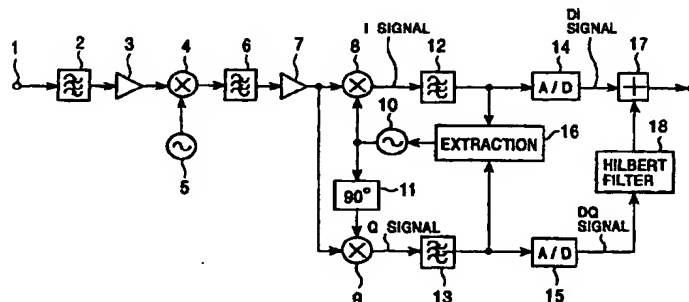 I SIGNAL
DI
SIGNAL
1
2
3
4
6
7
8
12
14
17
A/D
+
10
EXTRACTION
16
18
HILBERT
FILTER
5
90°
11
Q SIGNAL
DQ
SIGNAL
A/D
9
13
15